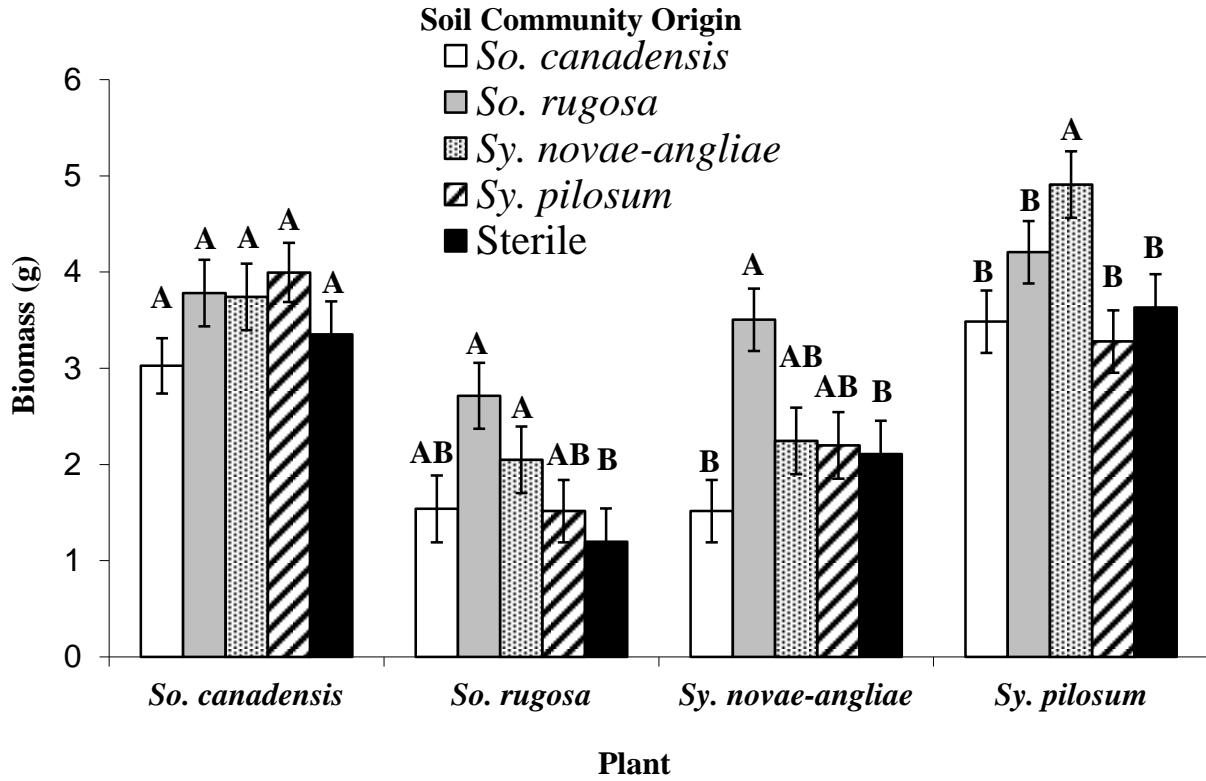 Soil Community Origin
So. canadensis
So. rugosa
Sy. novae-angliae
Sy. pilosum
Sterile
6
5
4
3
2
1
0
Biomass (g)
A
A
A
A
A
AB
A
A
AB
B
B
A
AB
AB
B
B
B
A
B
B
So. canadensis
So. rugosa
Sy. novae-angliae
Sy. pilosum
Plant